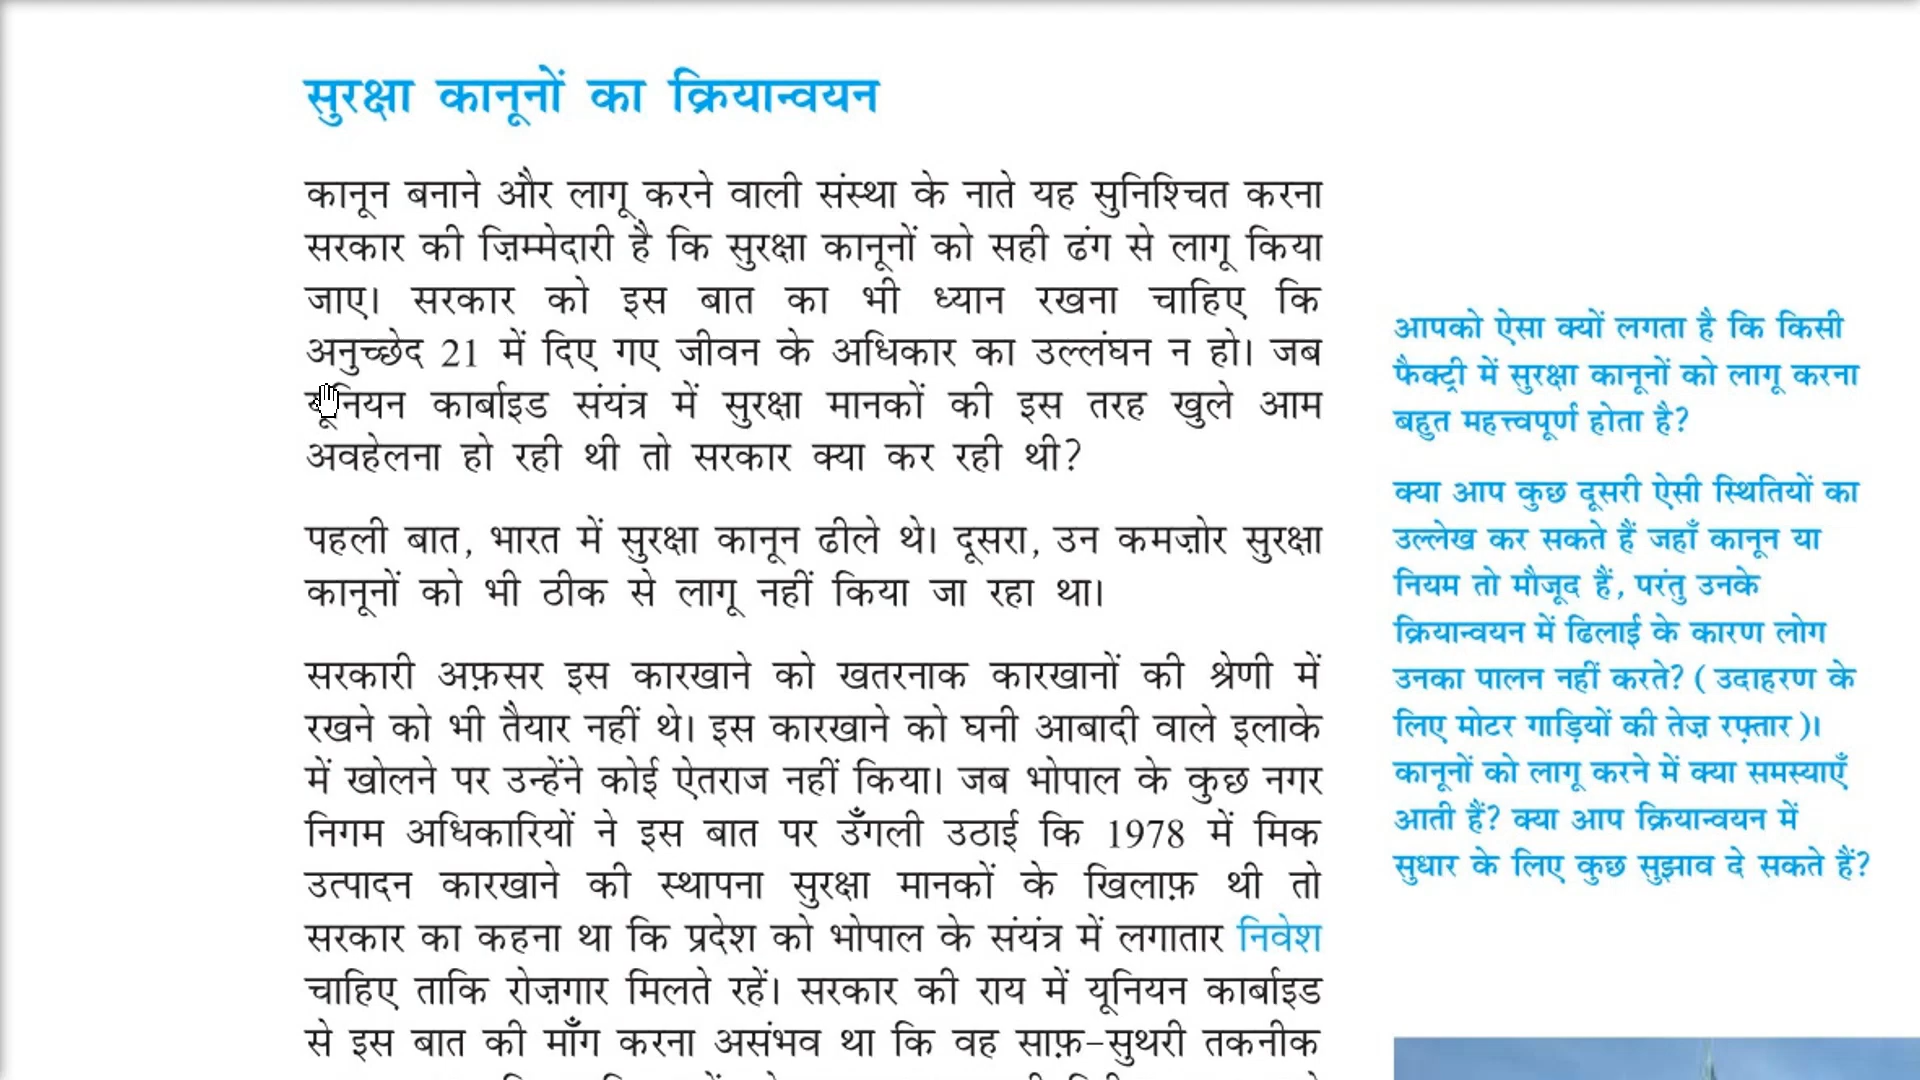 सुरक्षा कानूनों का क्रियान्वयन
कानून बनाने और लागू करने वाली संस्था के नाते यह सुनिश्चित करना
सरकार की ज़िम्मेदारी है कि सुरक्षा कानूनों को सही ढंग से लागू किया
जाए। सरकार को इस बात का भी ध्यान रखना चाहिए कि
अनुच्छेद 21 में दिए गए जीवन के अधिकार का उल्लंघन न हो। जब
यूनियन कार्बाइड संयंत्र में सुरक्षा मानकों की इस तरह खुले आम
अवहेलना हो रही थी तो सरकार क्या कर रही थी?
पहली बात, भारत में सुरक्षा कानून ढीले थे। दूसरा, उन कमज़ोर सुरक्षा
कानूनों को भी ठीक से लागू नहीं किया जा रहा था।
सरकारी अफ़सर इस कारखाने को खतरनाक कारखानों की श्रेणी में
रखने को भी तैयार नहीं थे। इस कारखाने को घनी आबादी वाले इलाके
में खोलने पर उन्हेंने कोई ऐतराज नहीं किया। जब भोपाल के कुछ नगर
निगम अधिकारियों ने इस बात पर उँगली उठाई कि 1978 में मिक
उत्पादन कारखाने की स्थापना सुरक्षा मानकों के खिलाफ़ थी तो
सरकार का कहना था कि प्रदेश को भोपाल के संयंत्र में लगातार निवेश
चाहिए ताकि रोज़गार मिलते रहें। सरकार की राय में यूनियन कार्बाइड
से इस बात की माँग करना असंभव था कि वह साफ़-सुथरी तकनीक
आपको ऐसा क्यों लगता है कि किसी
फैक्ट्री में सुरक्षा कानूनों को लागू करना
बहुत महत्त्वपूर्ण होता है?
क्या आप कुछ दूसरी ऐसी स्थितियों का
उल्लेख कर सकते हैं जहाँ कानून या
नियम तो मौजूद हैं, परंतु उनके
क्रियान्वयन में ढिलाई के कारण लोग
उनका पालन नहीं करते? ( उदाहरण के
लिए मोटर गाड़ियों की तेज़ रफ़्तार )।
कानूनों को लागू करने में क्या समस्याएँ
आती हैं? क्या आप क्रियान्वयन में
सुधार के लिए कुछ सुझाव दे सकते हैं?